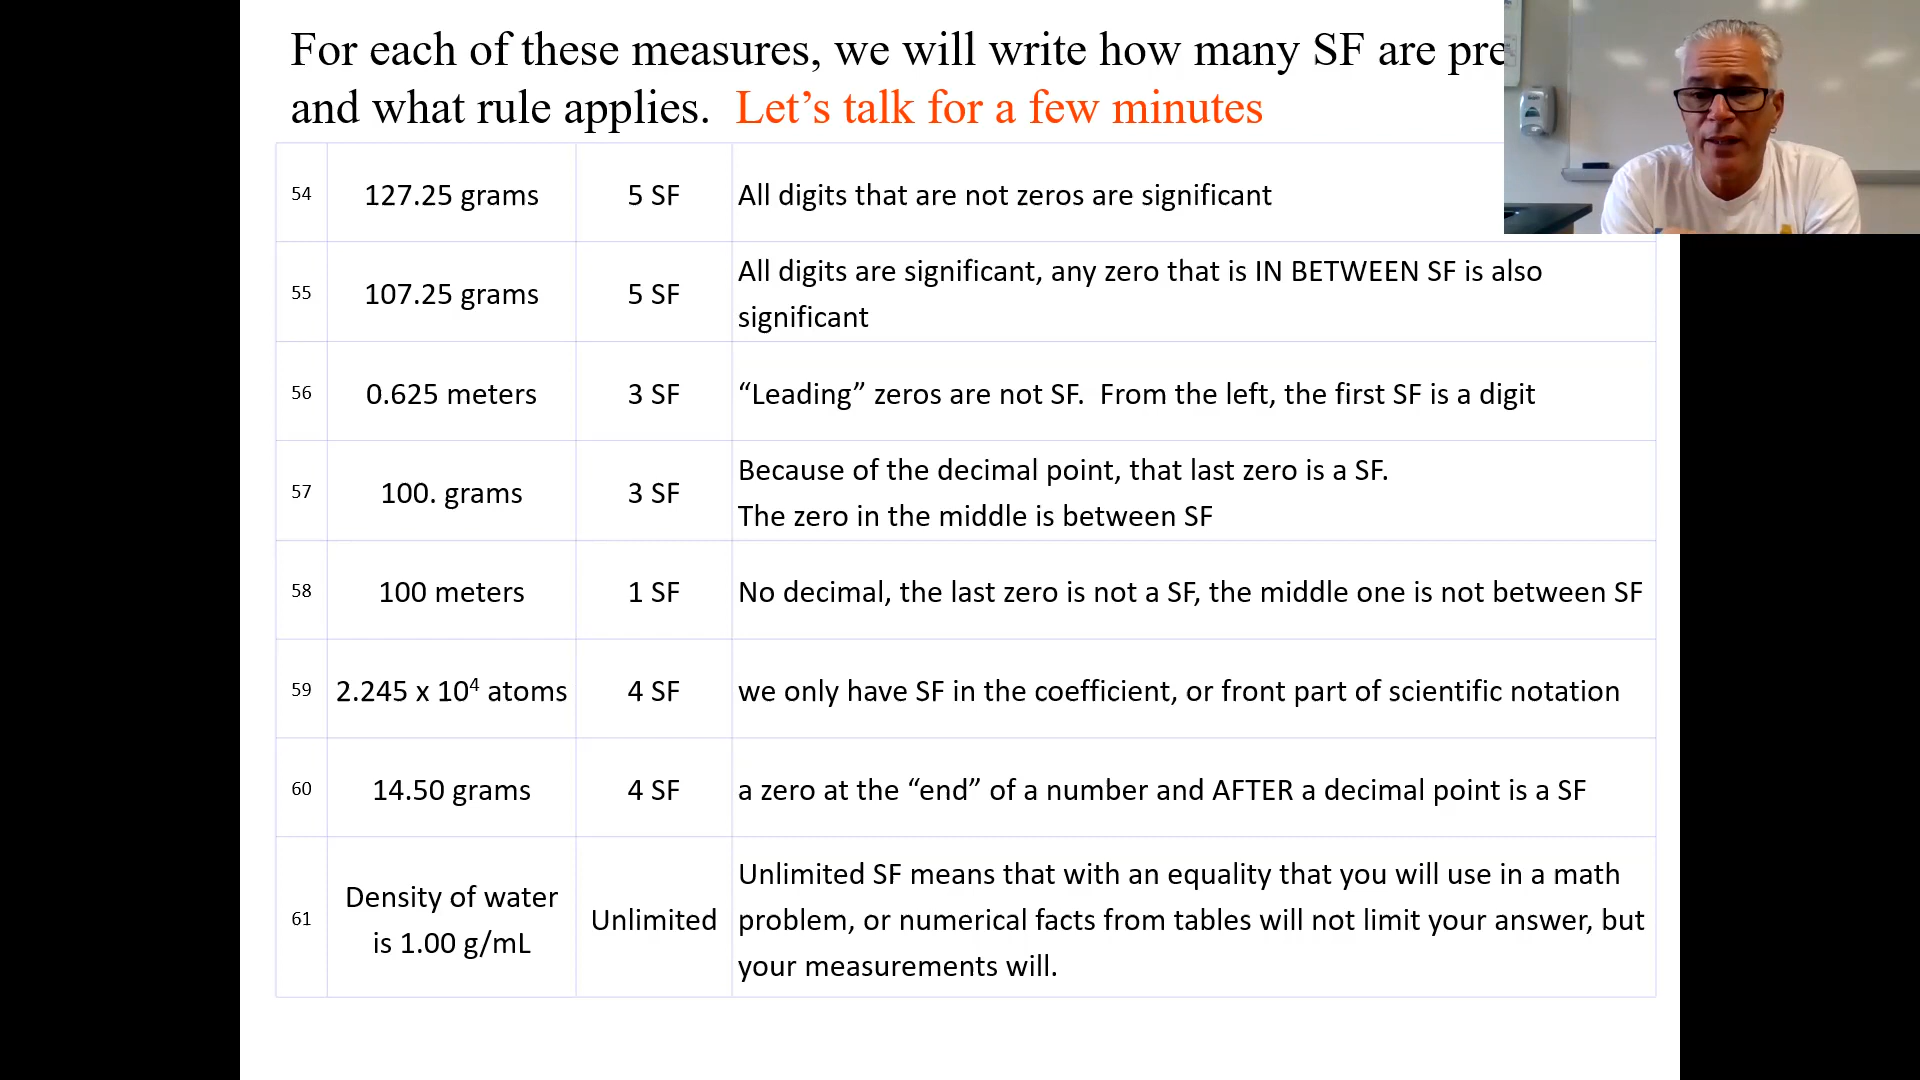 For each of these measures, we will write how many SF are
and what rule applies. Let’s talk for a few minutes
54 127.25 grams 5 SF All digits that are not zeros are significant
55 107.25 grams 5 SF All digits are significant, any zero that is IN BETWEEN SF is also
significant
56 0.625 meters 3 SF “Leading” zeros are not SF. From the left, the first SF is a digit
57 100. grams 3 SF Because of the decimal point, that last zero is a SF.
The zero in the middle is between SF
58 100 meters 1 SF No decimal, the last zero is not a SF, the middle one is not between SF
59 2.245 x 10⁴ atoms 4 SF we only have SF in the coefficient, or front part of scientific notation
60 14.50 grams 4 SF a zero at the “end” of a number and AFTER a decimal point is a SF
61 Density of water
is 1.00 g/mL
Unlimited
Unlimited SF means that with an equality that you will use in a math
problem, or numerical facts from tables will not limit your answer, but
your measurements will.